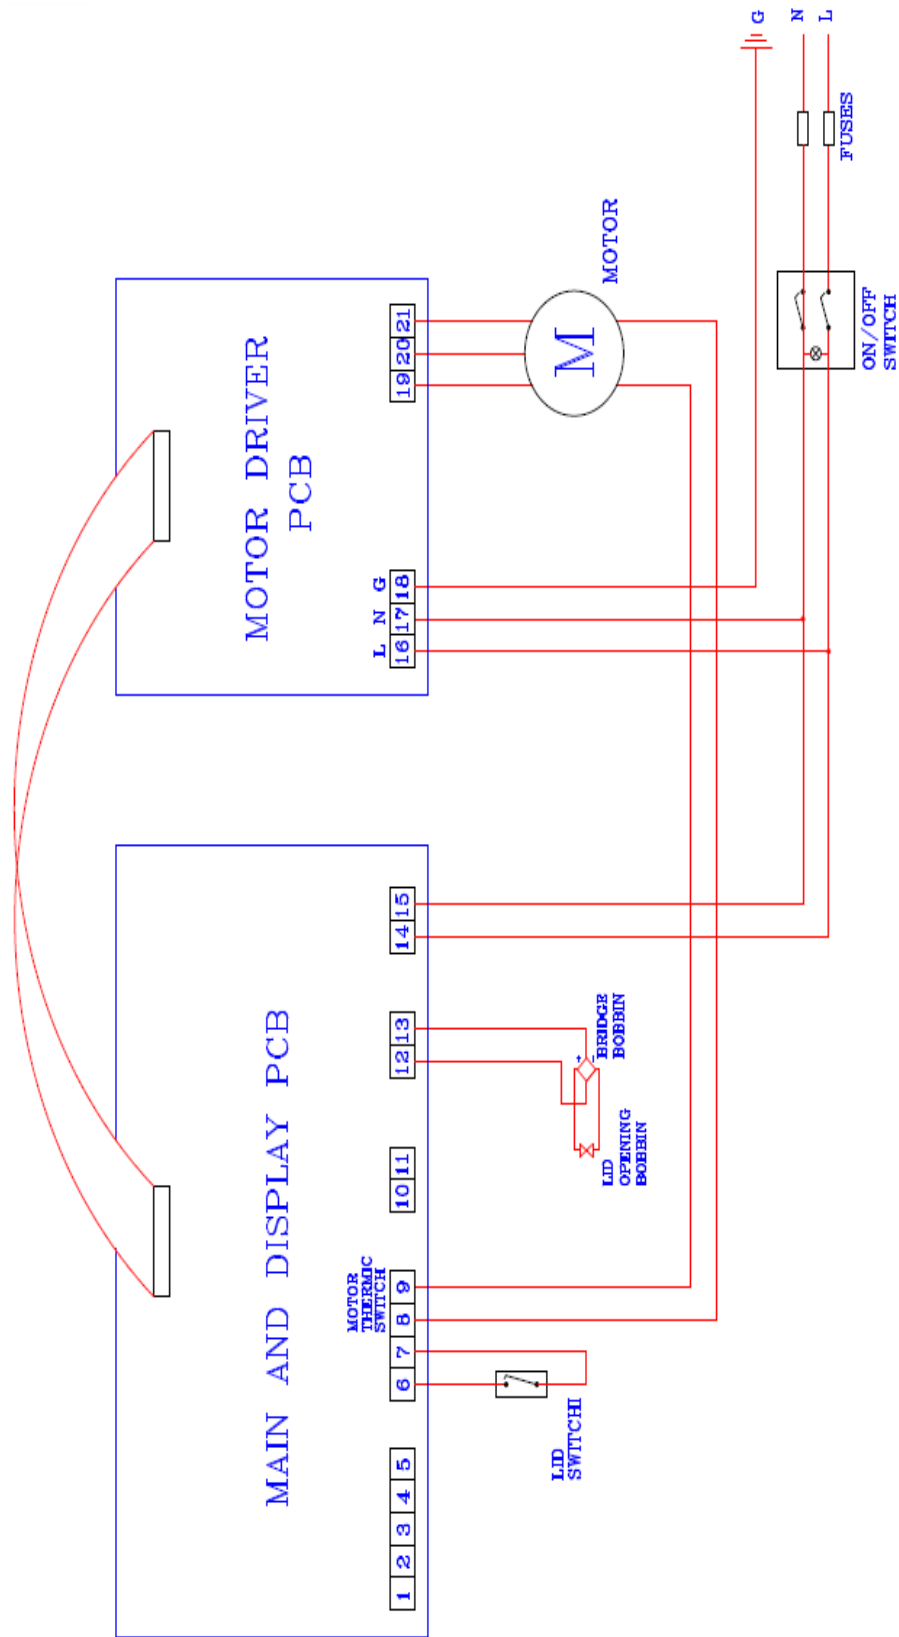 MAIN AND DISPLAY PCB
MOTOR DRIVER
PCB
1 2 3 4 5
MOTOR
THERMIC
SWITCH
6 7 8 9
10 11
12 13
14 15
L N G
16 17 18
19 20 21
LID
SWITCHI
LID
OPENING
BOBBIN
+
-
BRIDGE
BOBBIN
M
MOTOR
G
N
L
FUSES
ON/OFF
SWITCH